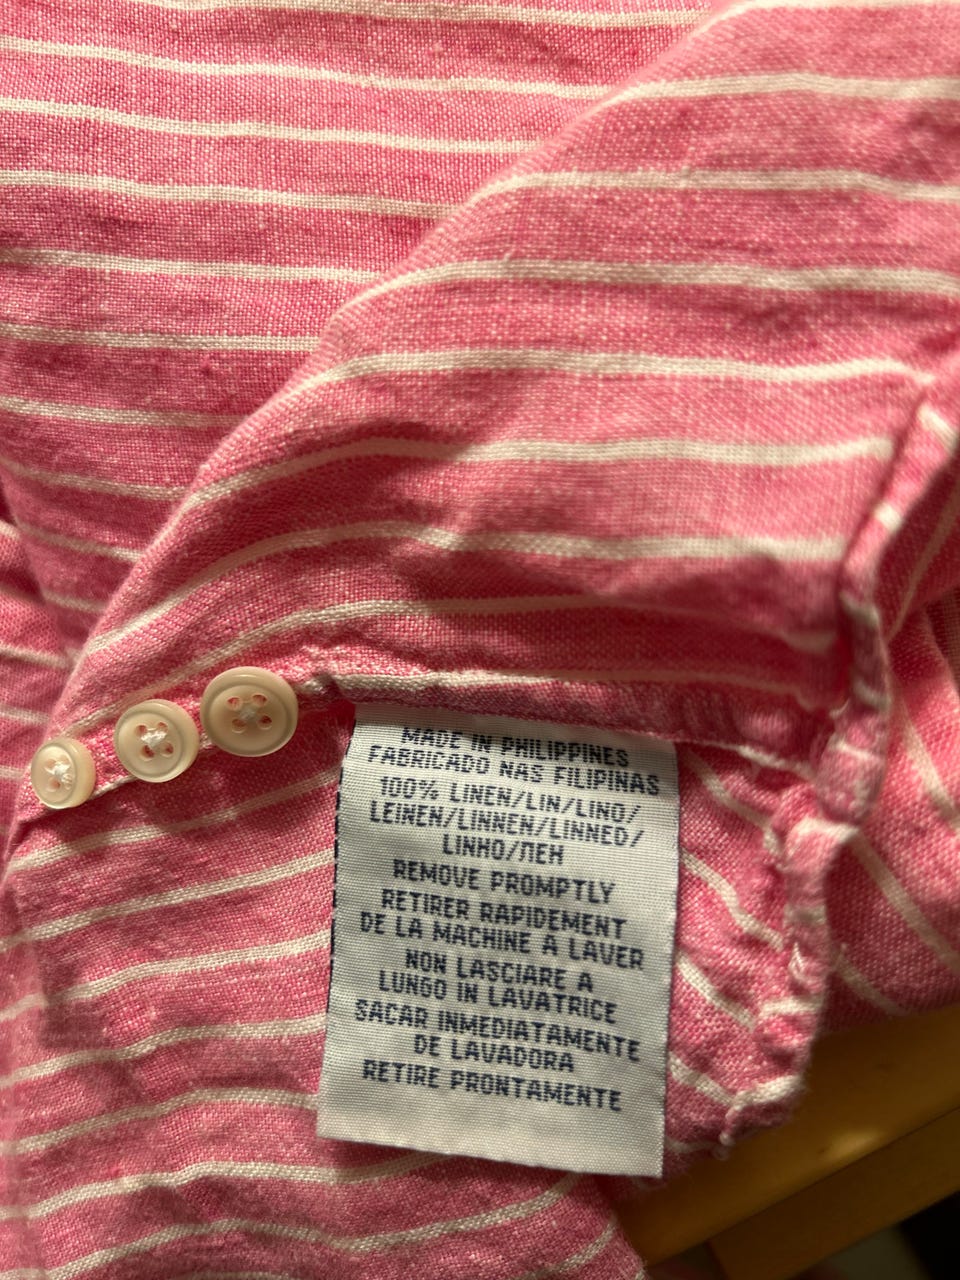 MADE IN PHILIPPINES
FABRICADO NAS FILIPINAS
100% LINEN/LIN/LINO/
LEINEN/LINNEN/LINNED/
LINHO/ЛЕН
REMOVE PROMPTLY
RETIRER RAPIDEMENT
DE LA MACHINE A LAVER
NON LASCIARE A
LUNGO IN LAVATRICE
SACAR INMEDIATAMENTE
DE LAVADORA
RETIRE PRONTAMENTE